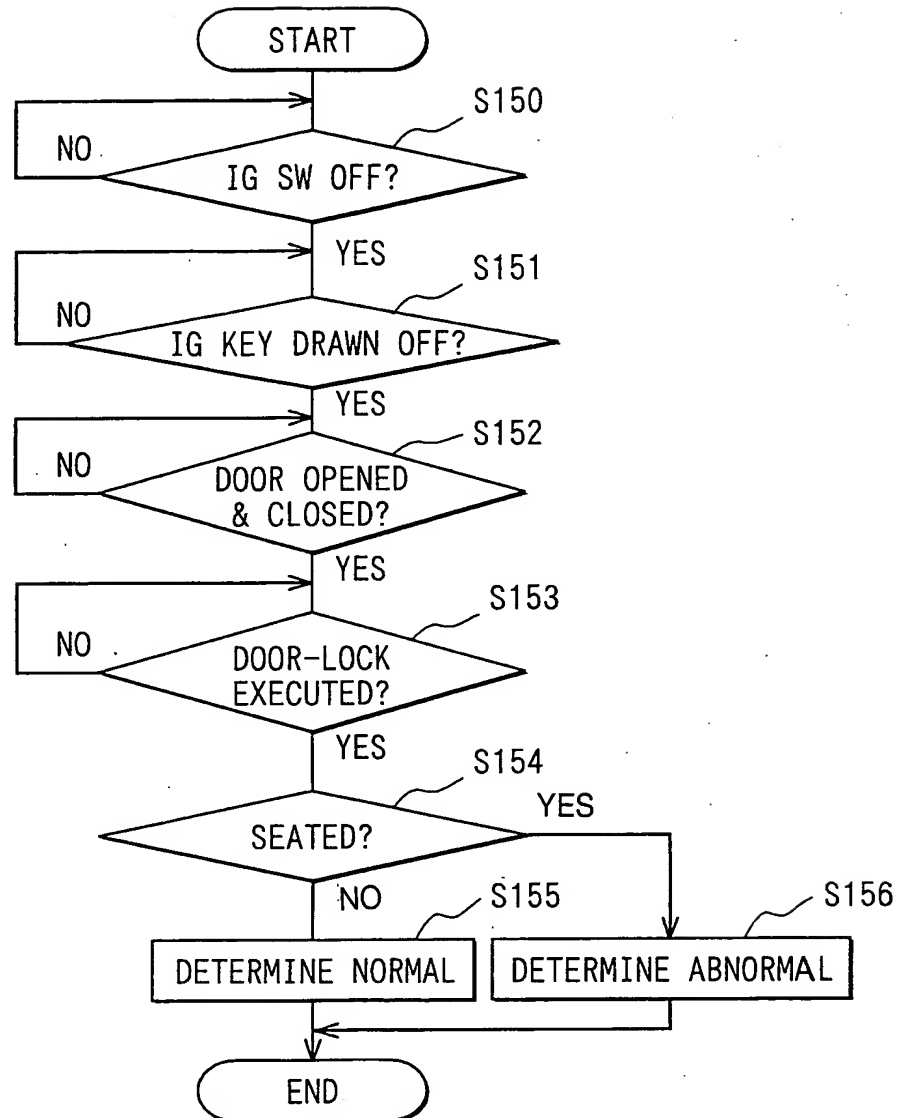 START
S150
NO
IG SW OFF?
YES
S151
NO
IG KEY DRAWN OFF?
YES
S152
NO
DOOR OPENED
& CLOSED?
YES
S153
NO
DOOR-LOCK
EXECUTED?
YES
S154
YES
SEATED?
NO
S155
S156
DETERMINE NORMAL
DETERMINE ABNORMAL
END